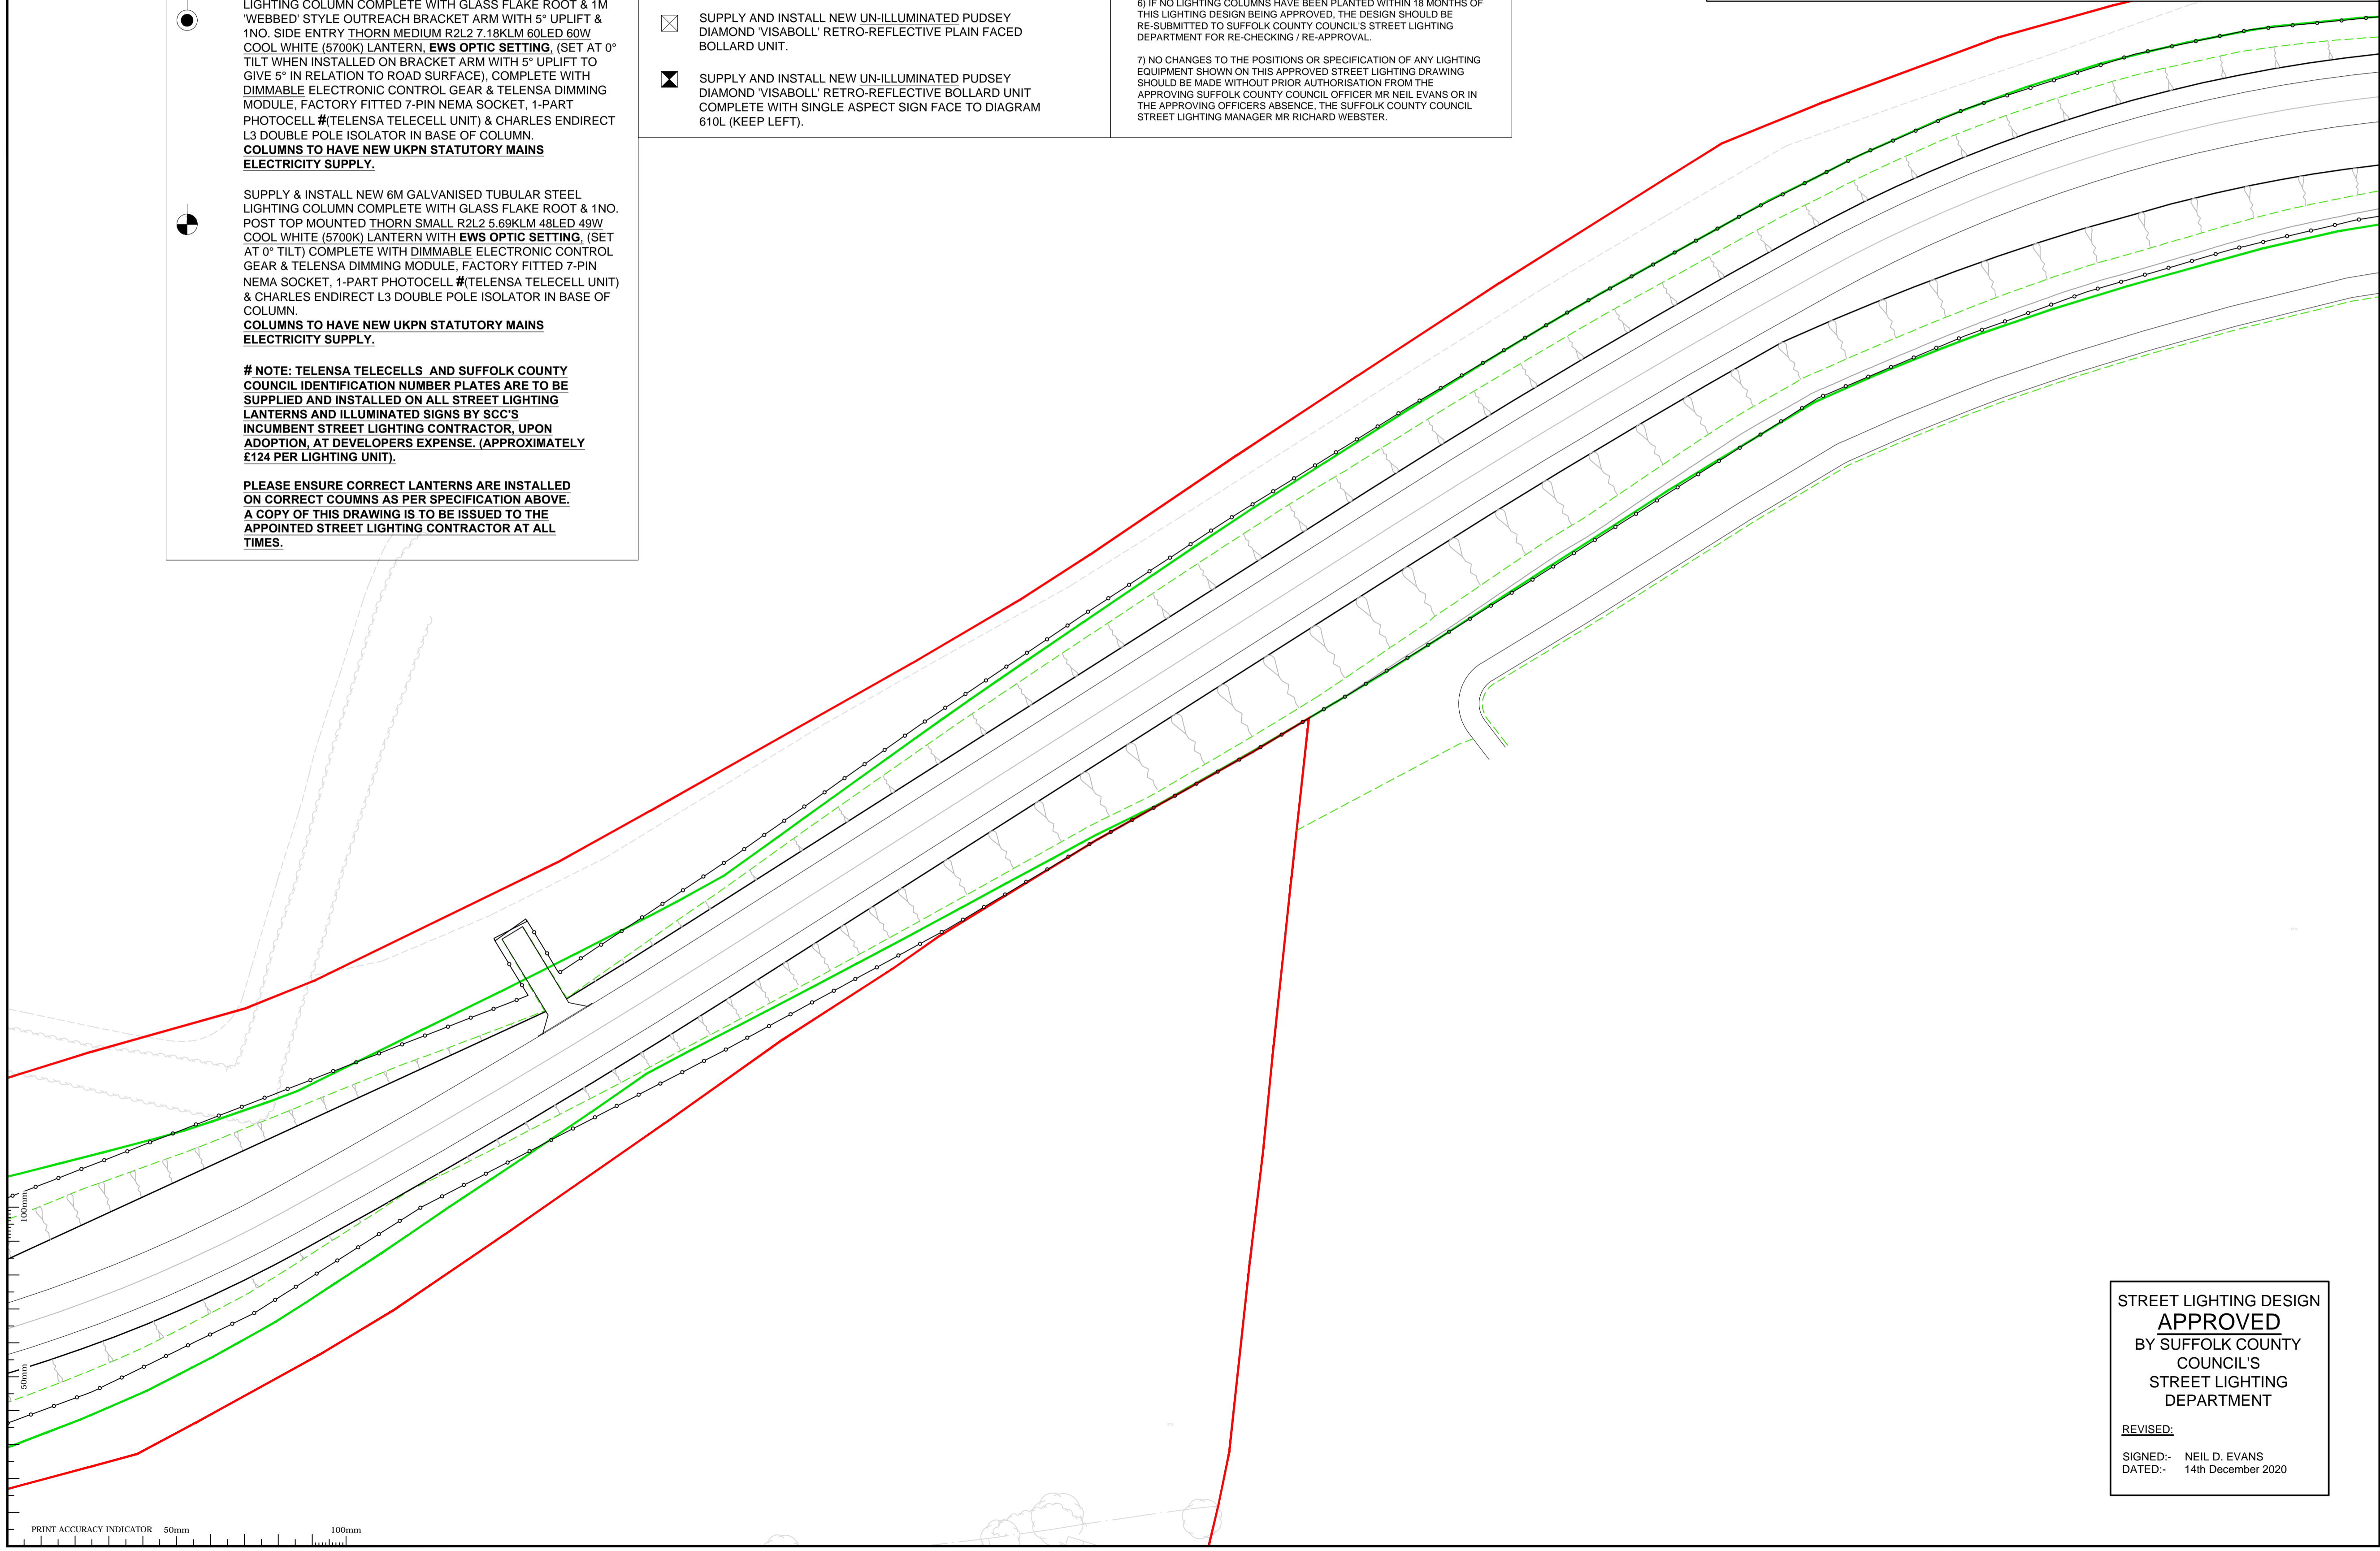 LIGHTING COLUMN COMPLETE WITH GLASS FLAKE ROOT & 1M
'WEBBED' STYLE OUTREACH BRACKET ARM WITH 5° UPLIFT &
1NO. SIDE ENTRY THORN MEDIUM R2L2 7.18KLM 60LED 60W
COOL WHITE (5700K) LANTERN, EWS OPTIC SETTING, (SET AT 0°
TILT WHEN INSTALLED ON BRACKET ARM WITH 5° UPLIFT TO
GIVE 5° IN RELATION TO ROAD SURFACE), COMPLETE WITH
DIMMABLE ELECTRONIC CONTROL GEAR & TELENSA DIMMING
MODULE, FACTORY FITTED 7-PIN NEMA SOCKET, 1-PART
PHOTOCELL #(TELENSA TELECELL UNIT) & CHARLES ENDIRECT
L3 DOUBLE POLE ISOLATOR IN BASE OF COLUMN.
COLUMNS TO HAVE NEW UKPN STATUTORY MAINS
ELECTRICITY SUPPLY.
SUPPLY & INSTALL NEW 6M GALVANISED TUBULAR STEEL
LIGHTING COLUMN COMPLETE WITH GLASS FLAKE ROOT & 1NO.
POST TOP MOUNTED THORN SMALL R2L2 5.69KLM 48LED 49W
COOL WHITE (5700K) LANTERN WITH EWS OPTIC SETTING, (SET
AT 0° TILT) COMPLETE WITH DIMMABLE ELECTRONIC CONTROL
GEAR & TELENSA DIMMING MODULE, FACTORY FITTED 7-PIN
NEMA SOCKET, 1-PART PHOTOCELL #(TELENSA TELECELL UNIT)
& CHARLES ENDIRECT L3 DOUBLE POLE ISOLATOR IN BASE OF
COLUMN.
COLUMNS TO HAVE NEW UKPN STATUTORY MAINS
ELECTRICITY SUPPLY.
# NOTE: TELENSA TELECELLS AND SUFFOLK COUNTY
COUNCIL IDENTIFICATION NUMBER PLATES ARE TO BE
SUPPLIED AND INSTALLED ON ALL STREET LIGHTING
LANTERNS AND ILLUMINATED SIGNS BY SCC'S
INCUMBENT STREET LIGHTING CONTRACTOR, UPON
ADOPTION, AT DEVELOPERS EXPENSE. (APPROXIMATELY
£124 PER LIGHTING UNIT).
PLEASE ENSURE CORRECT LANTERNS ARE INSTALLED
ON CORRECT COUMNS AS PER SPECIFICATION ABOVE.
A COPY OF THIS DRAWING IS TO BE ISSUED TO THE
APPOINTED STREET LIGHTING CONTRACTOR AT ALL
TIMES.
SUPPLY AND INSTALL NEW UN-ILLUMINATED PUDSEY
DIAMOND 'VISABOLL' RETRO-REFLECTIVE PLAIN FACED
BOLLARD UNIT.
SUPPLY AND INSTALL NEW UN-ILLUMINATED PUDSEY
DIAMOND 'VISABOLL' RETRO-REFLECTIVE BOLLARD UNIT
COMPLETE WITH SINGLE ASPECT SIGN FACE TO DIAGRAM
610L (KEEP LEFT).
6) IF NO LIGHTING COLUMNS HAVE BEEN PLANTED WITHIN 18 MONTHS OF
THIS LIGHTING DESIGN BEING APPROVED, THE DESIGN SHOULD BE
RE-SUBMITTED TO SUFFOLK COUNTY COUNCIL'S STREET LIGHTING
DEPARTMENT FOR RE-CHECKING / RE-APPROVAL.
7) NO CHANGES TO THE POSITIONS OR SPECIFICATION OF ANY LIGHTING
EQUIPMENT SHOWN ON THIS APPROVED STREET LIGHTING DRAWING
SHOULD BE MADE WITHOUT PRIOR AUTHORISATION FROM THE
APPROVING SUFFOLK COUNTY COUNCIL OFFICER MR NEIL EVANS OR IN
THE APPROVING OFFICERS ABSENCE, THE SUFFOLK COUNTY COUNCIL
STREET LIGHTING MANAGER MR RICHARD WEBSTER.
100mm
50mm
PRINT ACCURACY INDICATOR 50mm 100mm
STREET LIGHTING DESIGN
APPROVED
BY SUFFOLK COUNTY
COUNCIL'S
STREET LIGHTING
DEPARTMENT
REVISED:
SIGNED:- NEIL D. EVANS
DATED:- 14th December 2020